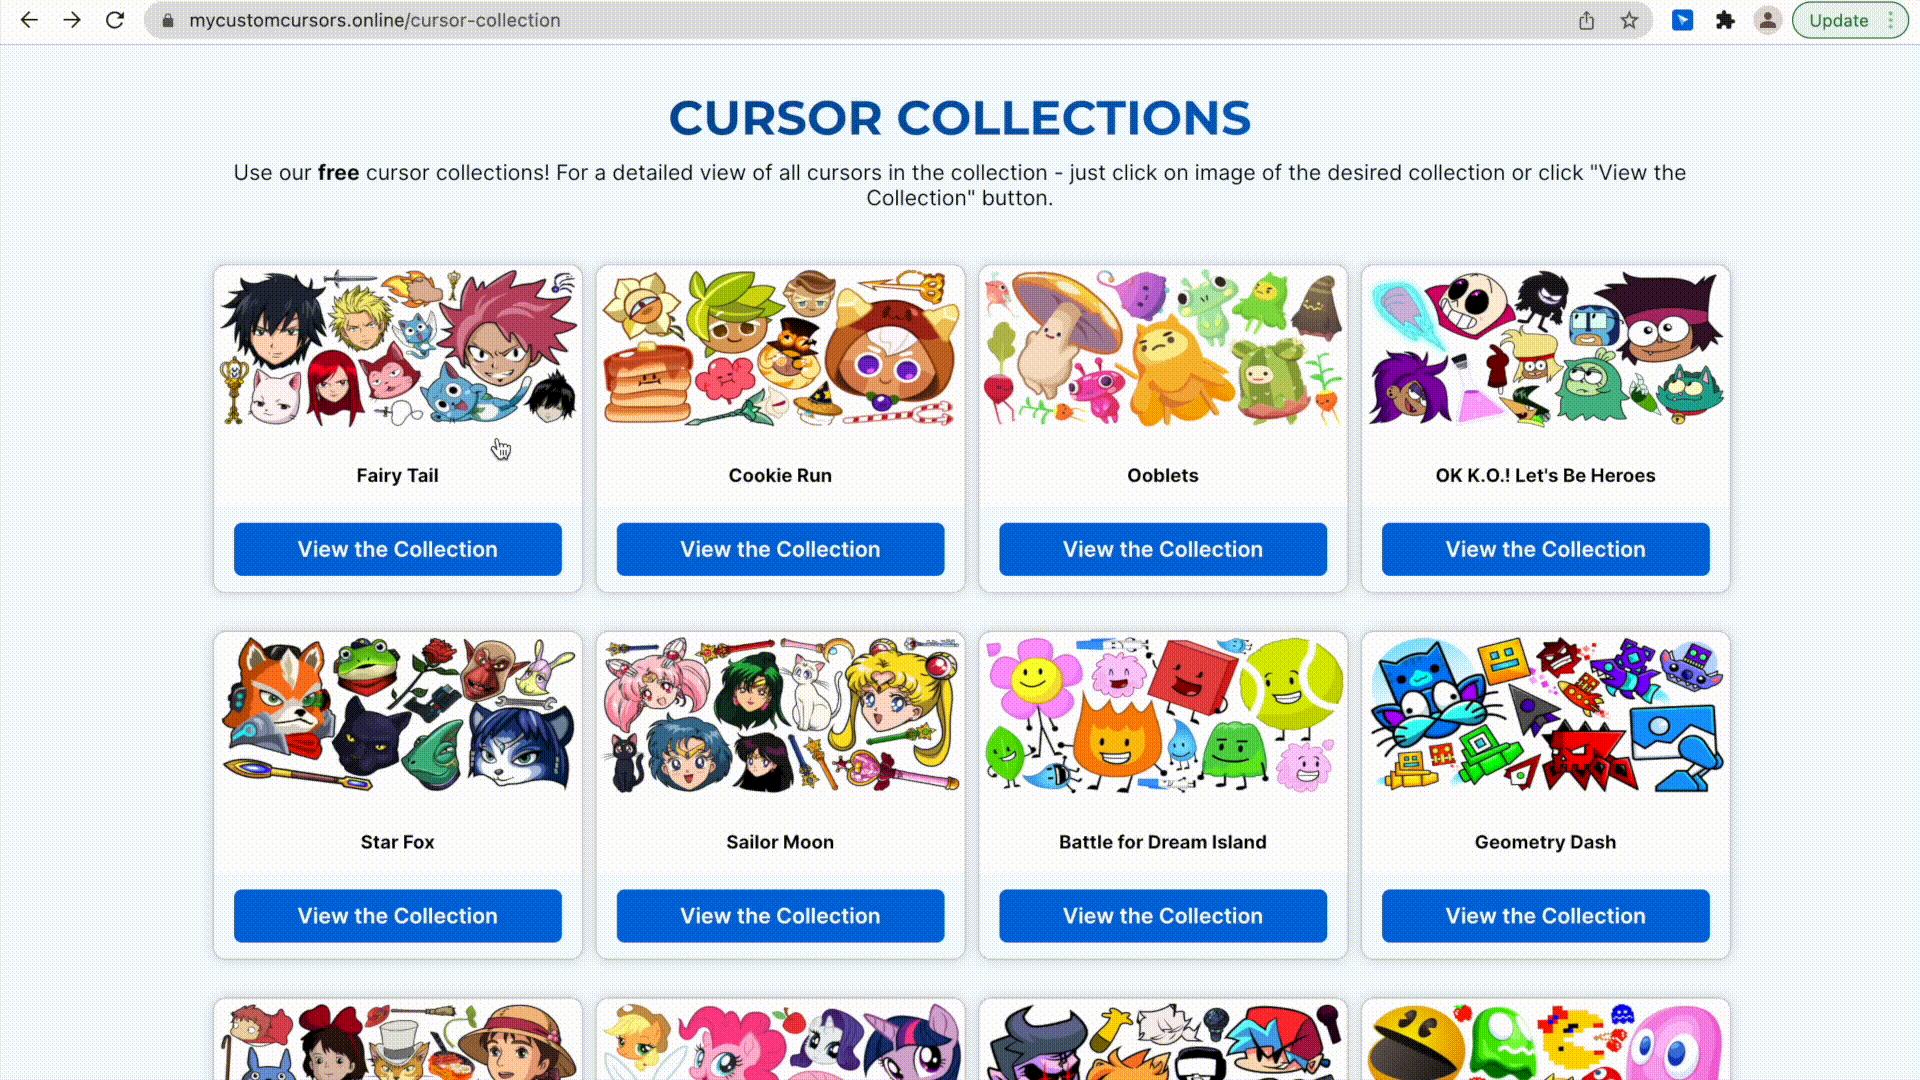 mycustomcursors.online/cursor-collection
Update
CURSOR COLLECTIONS
Use our free cursor collections! For a detailed view of all cursors in the collection - just click on image of the desired collection or click "View the
Collection" button.
Fairy Tail
Cookie Run
Ooblets
OK K.O.! Let's Be Heroes
View the Collection
View the Collection
View the Collection
View the Collection
Star Fox
Sailor Moon
Battle for Dream Island
Geometry Dash
View the Collection
View the Collection
View the Collection
View the Collection